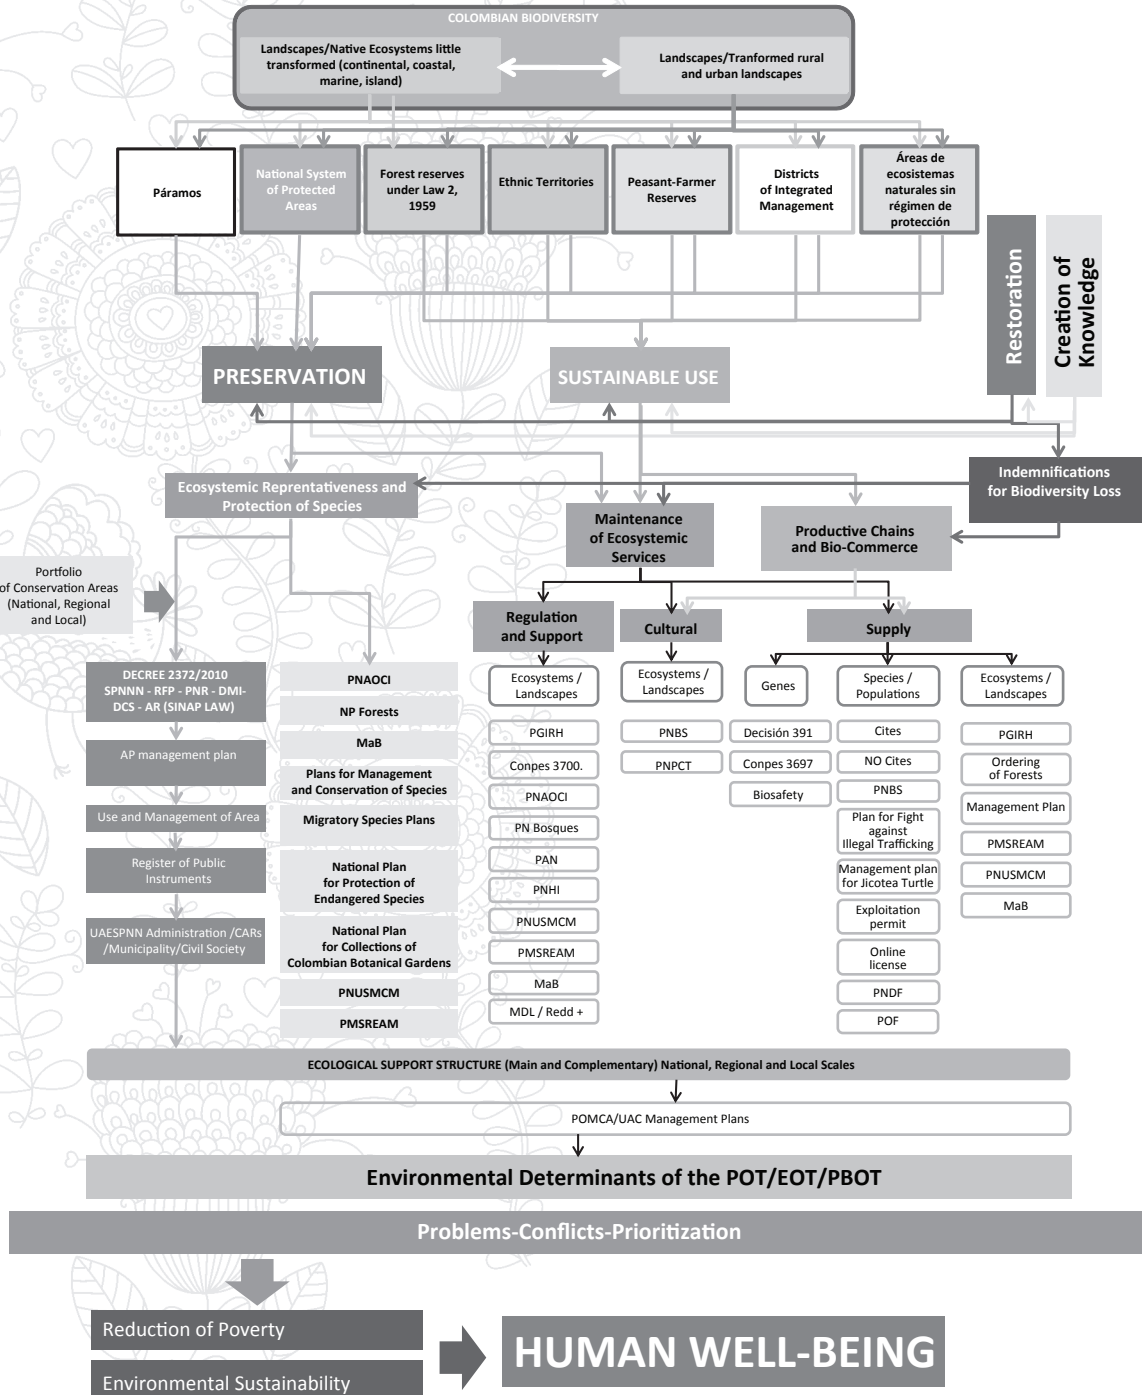 COLOMBIAN BIODIVERSITY
Landscapes/Native Ecosystems little
transformed (continental, coastal,
marine, island)
Landscapes/Tranformed rural
and urban landscapes
Páramos
National System
of Protected
Areas
Forest reserves
under Law 2,
1959
Ethnic Territories
Peasant-Farmer
Reserves
Districts
of Integrated
Management
Áreas de
ecosistemas
naturales sin
régimen de
protección
Restoration
Creation of
Knowledge
PRESERVATION
SUSTAINABLE USE
Indemnifications
for Biodiversity Loss
Ecosystemic Reprentativeness and
Protection of Species
Maintenance
of Ecosystemic
Services
Productive Chains
and Bio-Commerce
Portfolio
of Conservation Areas
(National, Regional
and Local)
Regulation
and Support
Cultural
Supply
DECREE 2372/2010
SPNNN - RFP - PNR - DMI-
DCS - AR (SINAP LAW)
AP management plan
Use and Management of Area
Register of Public
Instruments
UAESPNN Administration /CARs
/Municipality/Civil Society
PNAOCI
NP Forests
MaB
Plans for Management
and Conservation of Species
Migratory Species Plans
National Plan
for Protection of
Endangered Species
National Plan
for Collections of
Colombian Botanical Gardens
PNUSMCM
PMSREAM
Ecosystems /
Landscapes
PGIRH
Conpes 3700.
PNAOCI
PN Bosques
PAN
PNHI
PNUSMCM
PMSREAM
MaB
MDL / Redd +
Ecosystems /
Landscapes
PNBS
PNPCT
Genes
Decisión 391
Conpes 3697
Biosafety
Species /
Populations
Cites
NO Cites
PNBS
Plan for Fight
against
Illegal Trafficking
Management plan
for Jicotea Turtle
Exploitation
permit
Online
license
PNDF
POF
Ecosystems /
Landscapes
PGIRH
Ordering
of Forests
Management Plan
PMSREAM
PNUSMCM
MaB
ECOLOGICAL SUPPORT STRUCTURE (Main and Complementary) National, Regional and Local Scales
POMCA/UAC Management Plans
Environmental Determinants of the POT/EOT/PBOT
Problems-Conflicts-Prioritization
Reduction of Poverty
Environmental Sustainability
HUMAN WELL-BEING